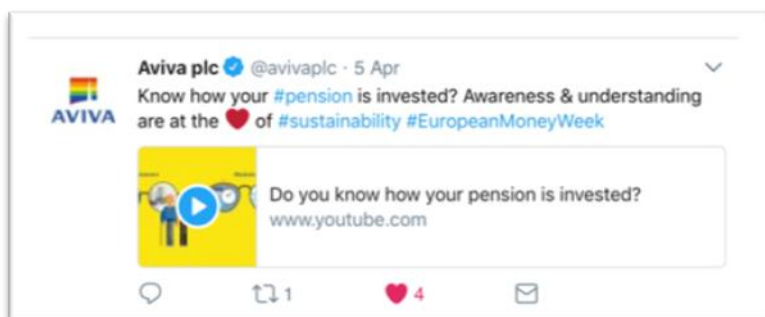 Aviva plc @avivaplc · 5 Apr
Know how your #pension is invested? Awareness & understanding
AVIVA
are at the ❤ of #sustainability #EuropeanMoneyWeek
Do you know how your pension is invested?
www.youtube.com
1 4